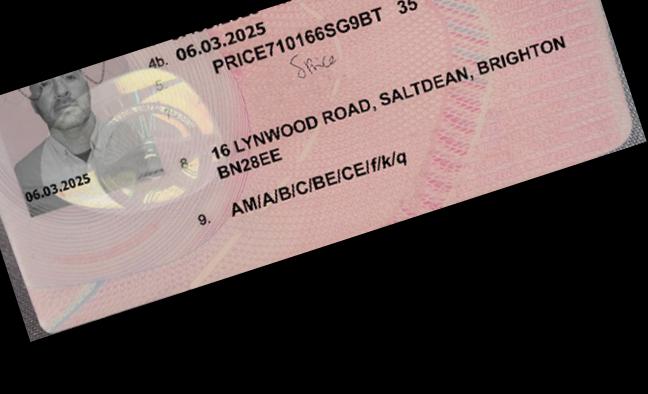 4b. 06.03.2025
5. PRICE710166SG9BT 35
SPrice
8. 16 LYNWOOD ROAD, SALTDEAN, BRIGHTON
BN28EE
06.03.2025
9. AM/A/B/C/BE/CE/f/k/q